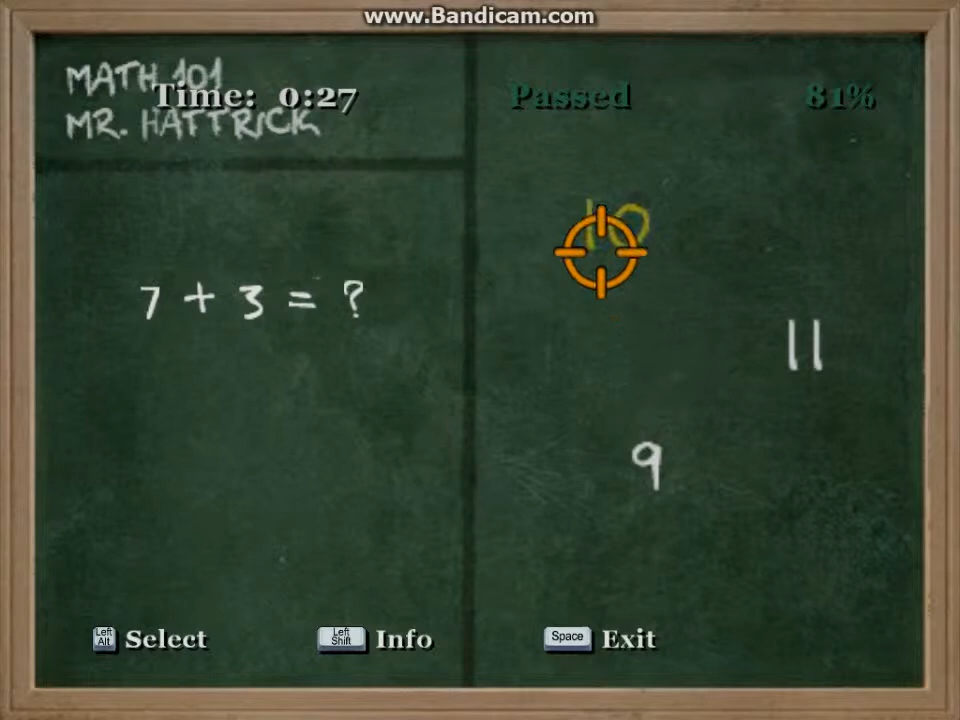 www.Bandicam.com
MATH 101
Time: 0:27
Passed
81%
MR. HATTRICK
10
7 + 3 = ?
11
9
Left Alt Select
Left Shift Info
Space Exit